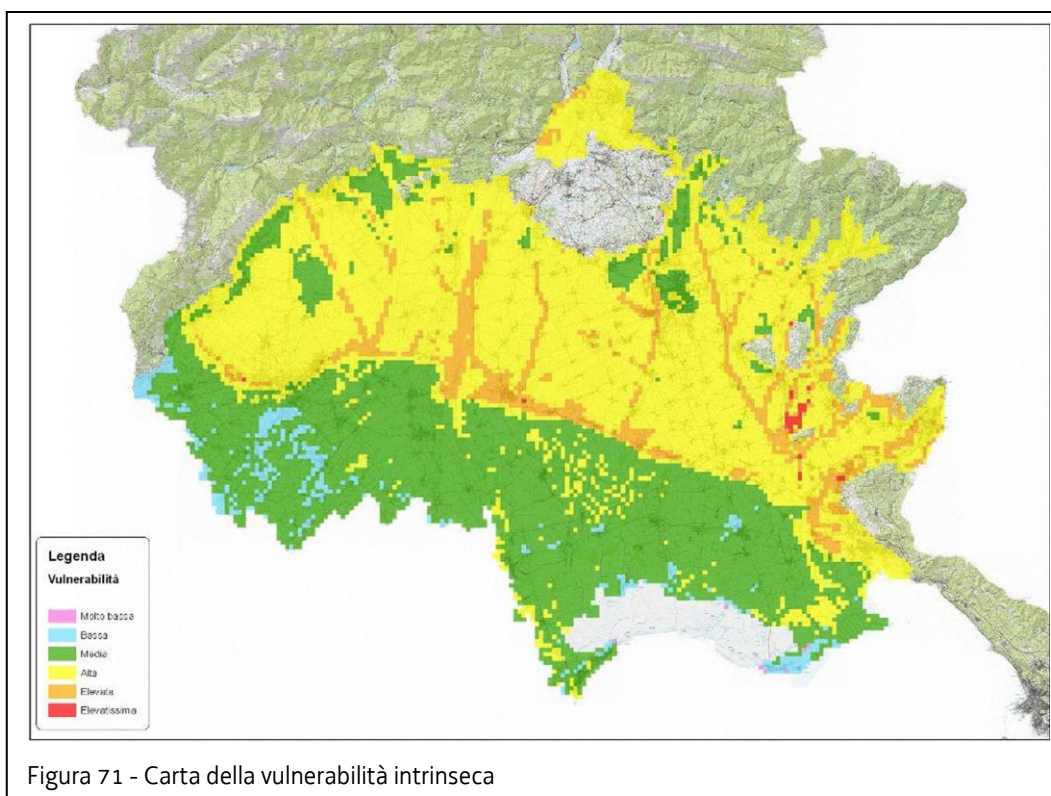 Legenda
Vulnerabilità
Molto bassa
Bassa
Media
Alta
Elevata
Elevatissima
Figura 71 - Carta della vulnerabilità intrinseca